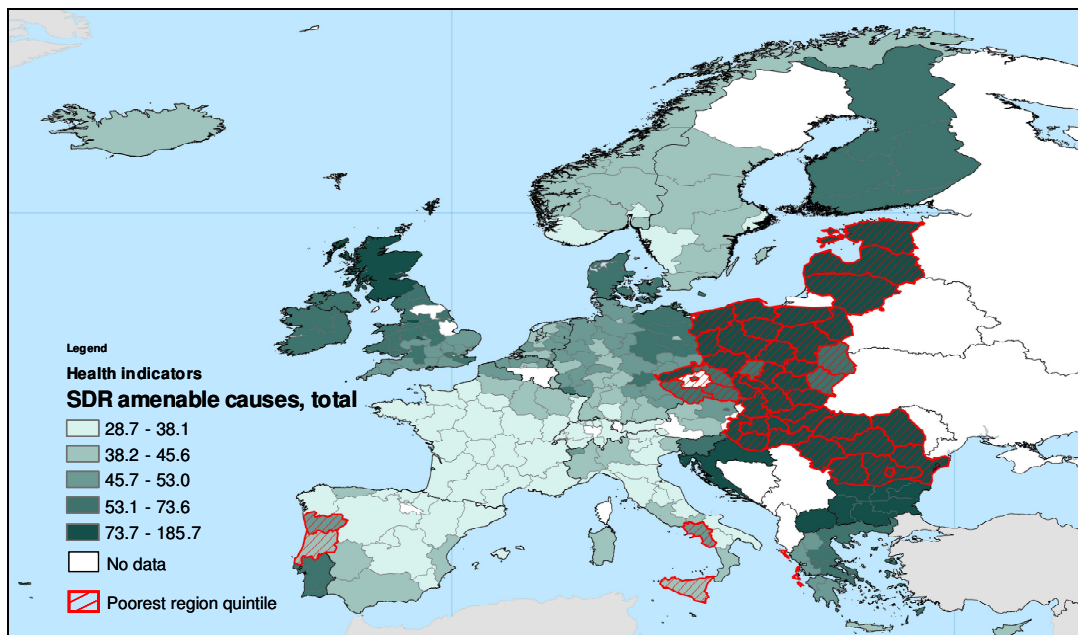 Legend
Health indicators
SDR amenable causes, total
28.7 - 38.1
38.2 - 45.6
45.7 - 53.0
53.1 - 73.6
73.7 - 185.7
No data
Poorest region quintile